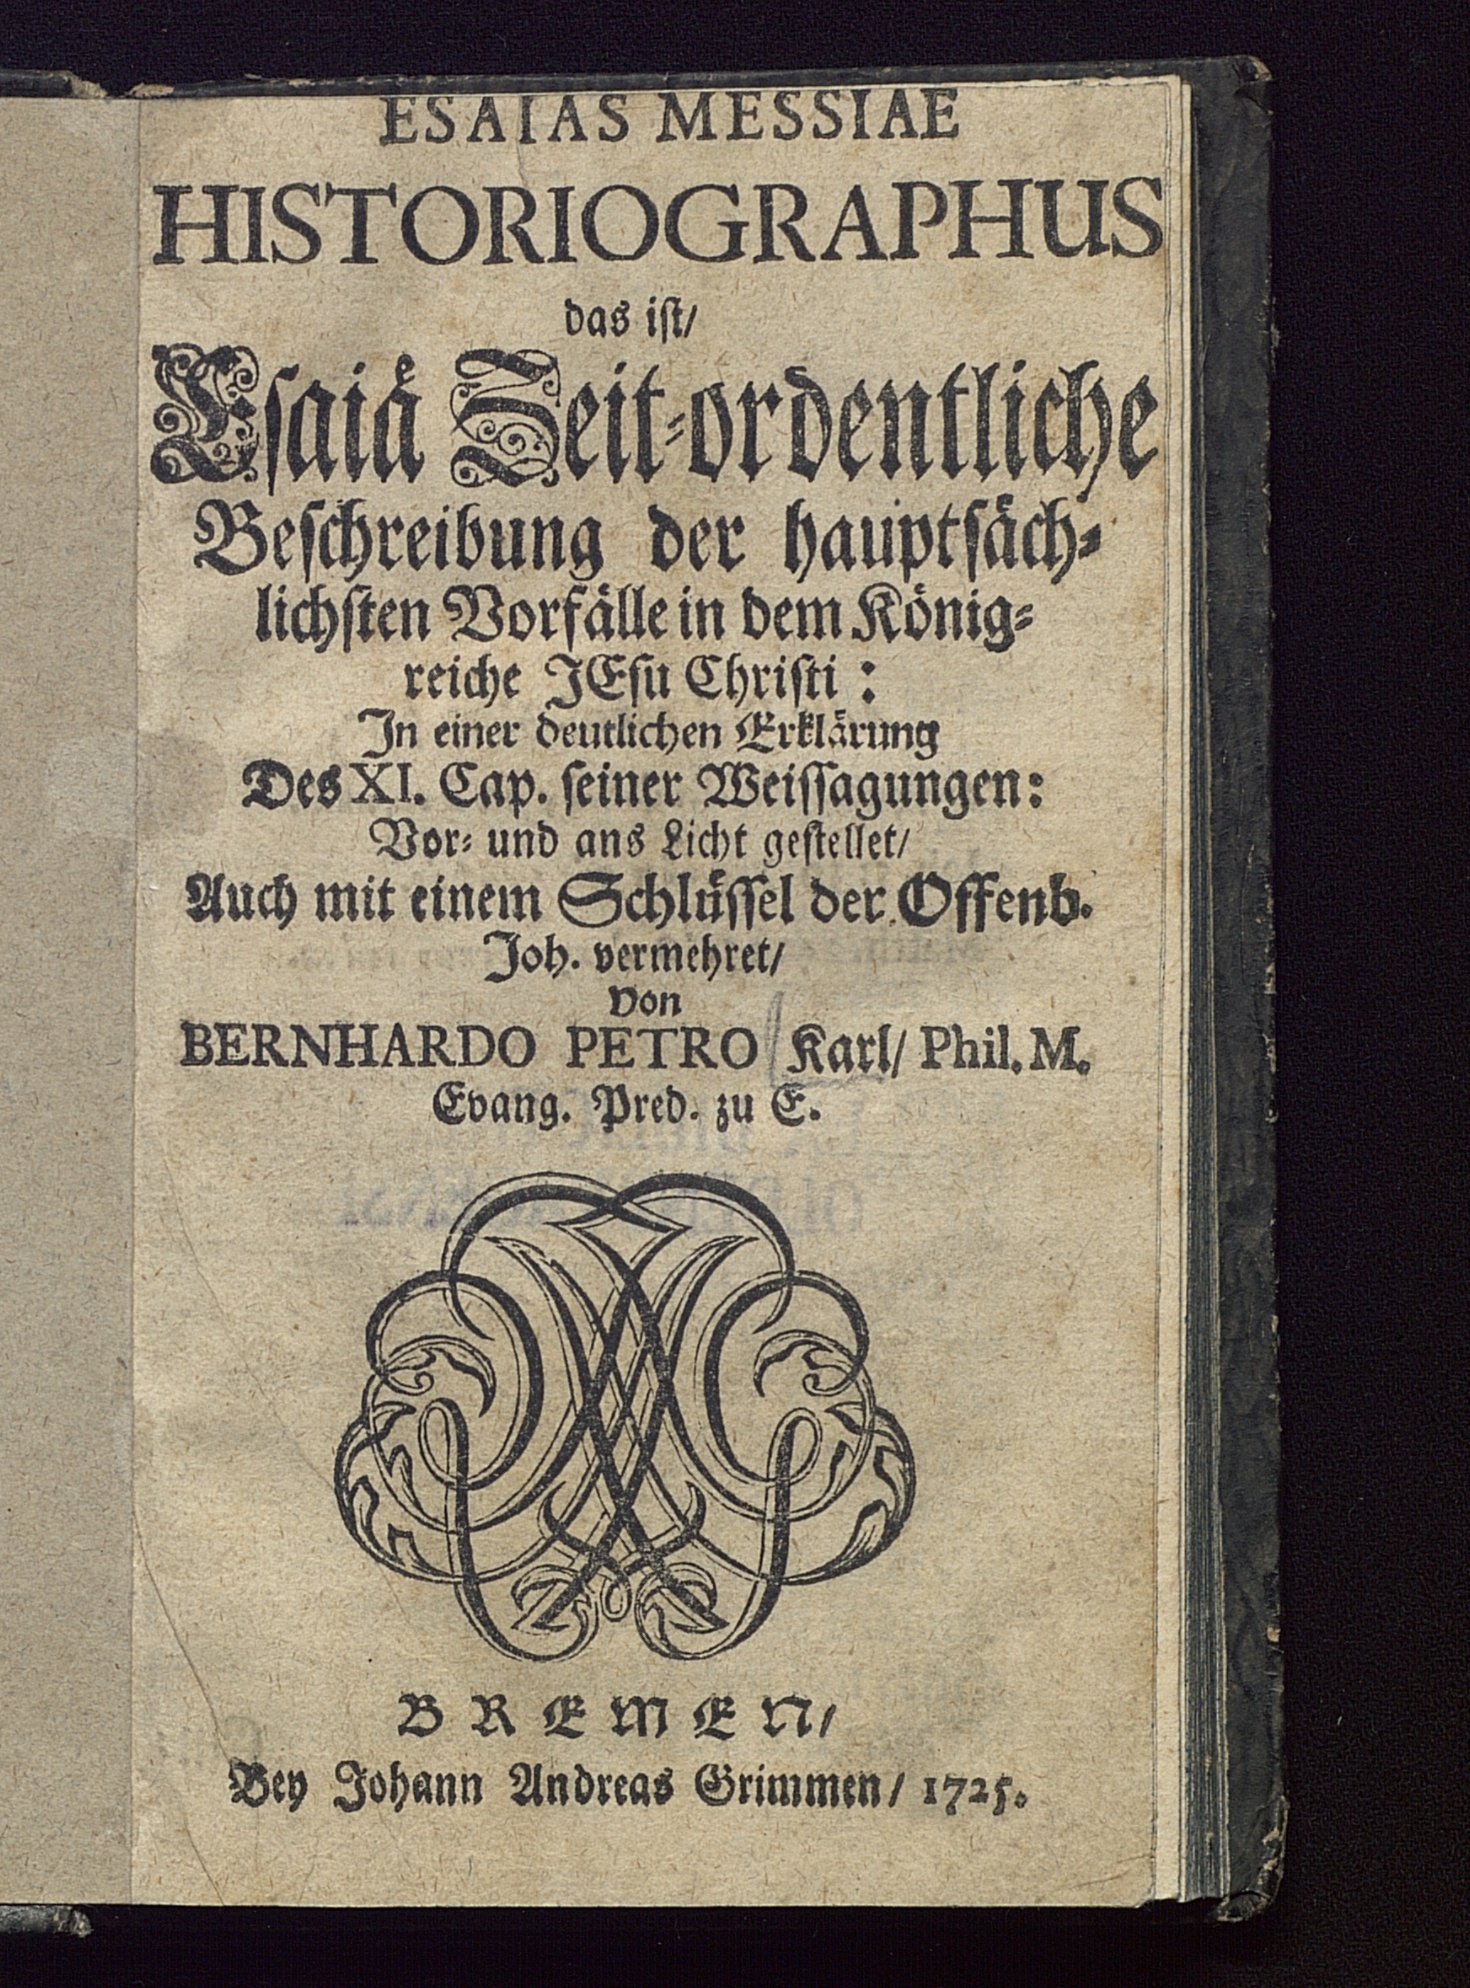 ESAIAS MESSIAE
HISTORIOGRAPHUS
das ist/
Esaiä Zeit-ordentliche
Beschreibung der hauptsäch-
lichsten Vorfälle in dem König-
reiche JEsu Christi:
In einer deutlichen Erklärung
Des XI. Cap. seiner Weissagungen:
Vor- und ans Licht gestellet/
Auch mit einem Schlüssel der Offenb.
Joh. vermehret/
von
BERNHARDO PETRO Karl/ Phil. M.
Evang. Pred. zu E.
BREMEN/
Bey Johann Andreas Grimmen/ 1725.